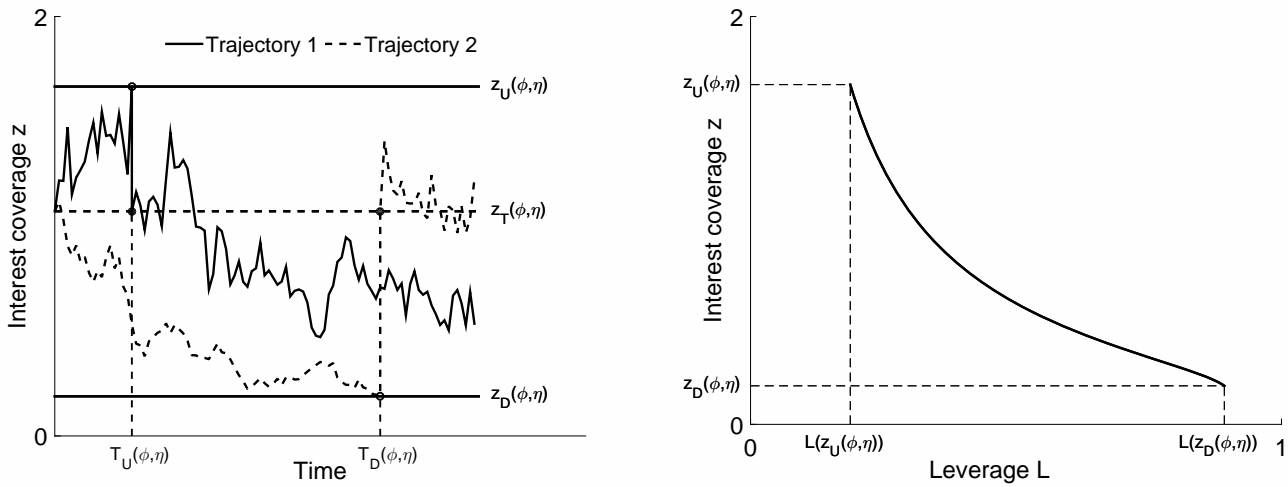 2
Trajectory 1
Trajectory 2
z_U(ϕ,η)
z_T(ϕ,η)
z_D(ϕ,η)
Interest coverage z
0
T_U(ϕ,η)
T_D(ϕ,η)
Time
2
z_U(ϕ,η)
Interest coverage z
z_D(ϕ,η)
0
0
L(z_U(ϕ,η))
L(z_D(ϕ,η))
1
Leverage L